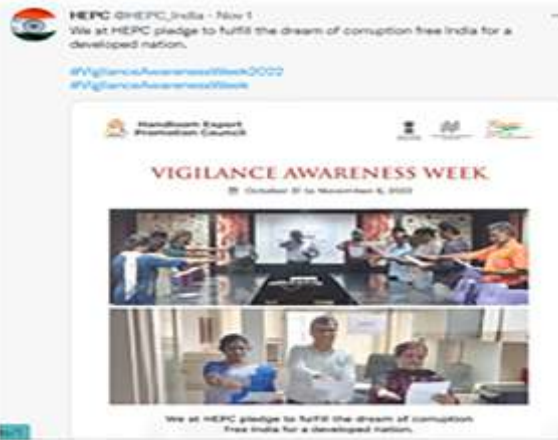 HEPC @HEPC_India · Nov 1
We at HEPC pledge to fulfill the dream of corruption free India for a
developed nation.
#VigilanceAwarenessWeek2022
#VigilanceAwarenessWeek
Handloom Export
Promotion Council
VIGILANCE AWARENESS WEEK
October 31 to November 6, 2022
We at HEPC pledge to fulfill the dream of corruption
free India for a developed nation.